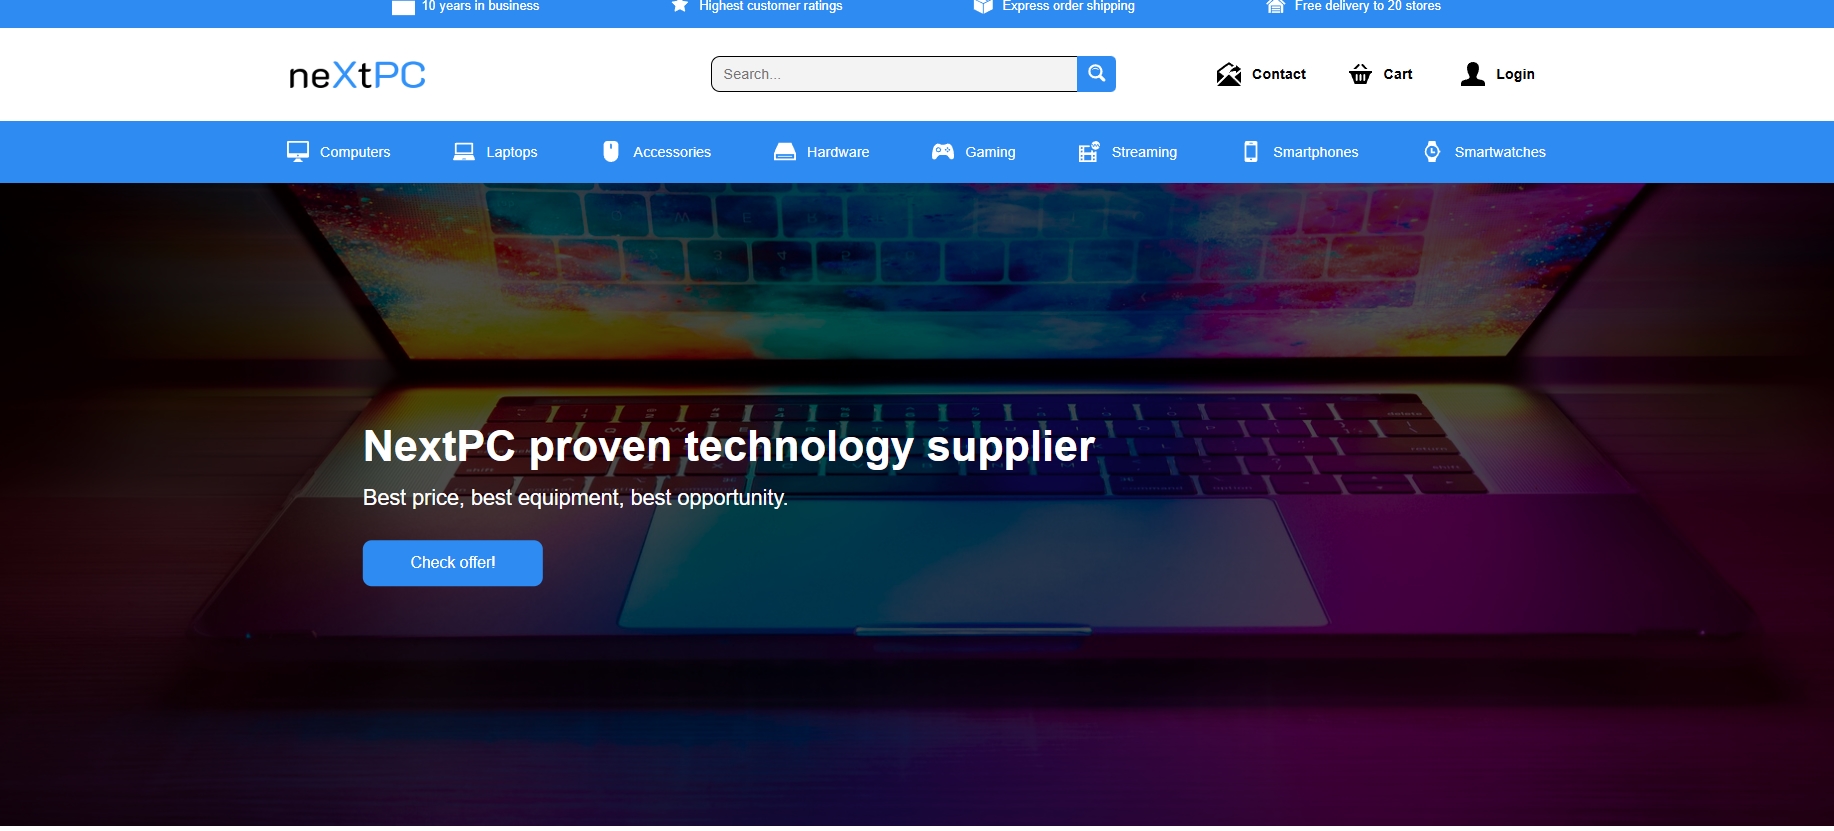 10 years in business
Highest customer ratings
Express order shipping
Free delivery to 20 stores
neXtPC
Search...
Contact
Cart
Login
Computers
Laptops
Accessories
Hardware
Gaming
Streaming
Smartphones
Smartwatches
NextPC proven technology supplier
Best price, best equipment, best opportunity.
Check offer!